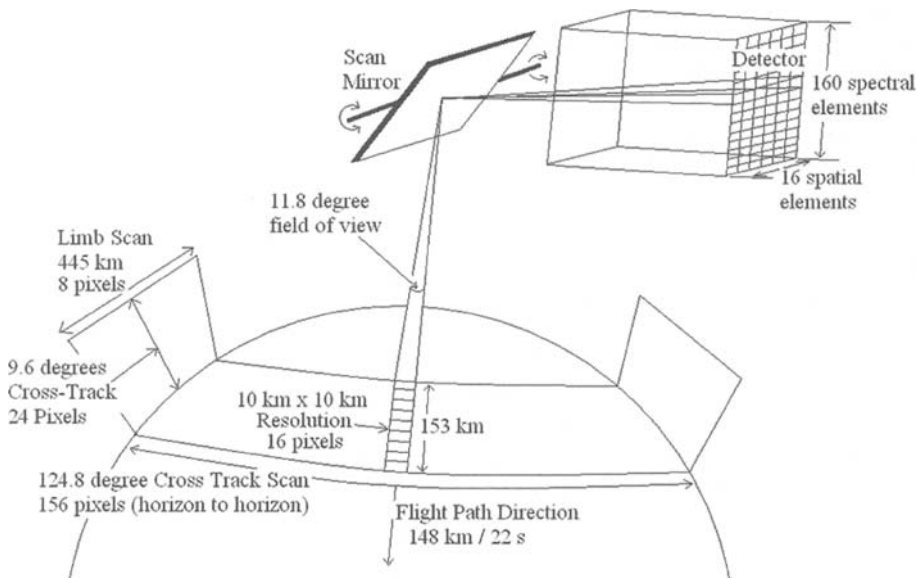 Scan
Mirror
Detector
160 spectral
elements
16 spatial
elements
11.8 degree
field of view
Limb Scan
445 km
8 pixels
9.6 degrees
Cross-Track
24 Pixels
10 km x 10 km
Resolution
16 pixels
153 km
124.8 degree Cross Track Scan
156 pixels (horizon to horizon)
Flight Path Direction
148 km / 22 s